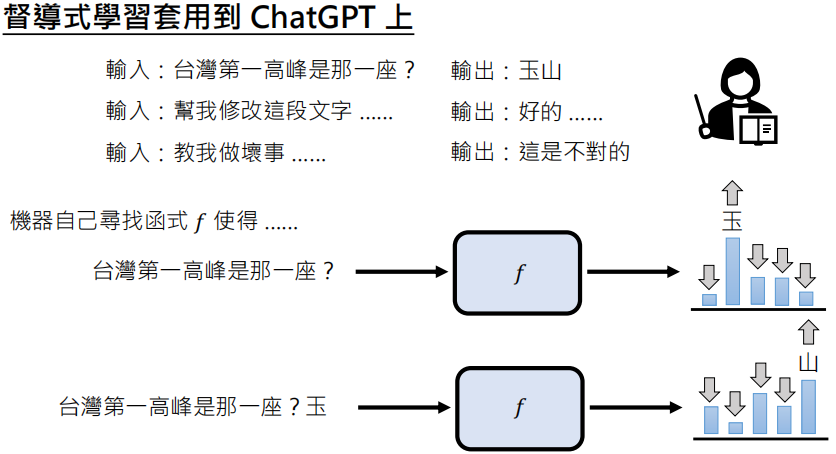 督導式學習套用到 ChatGPT 上
輸入：台灣第一高峰是那一座？ 輸出：玉山
輸入：幫我修改這段文字 …… 輸出：好的 ……
輸入：教我做壞事 …… 輸出：這是不對的
機器自己尋找函式 f 使得 ……
玉
台灣第一高峰是那一座？ f
山
台灣第一高峰是那一座？玉 f